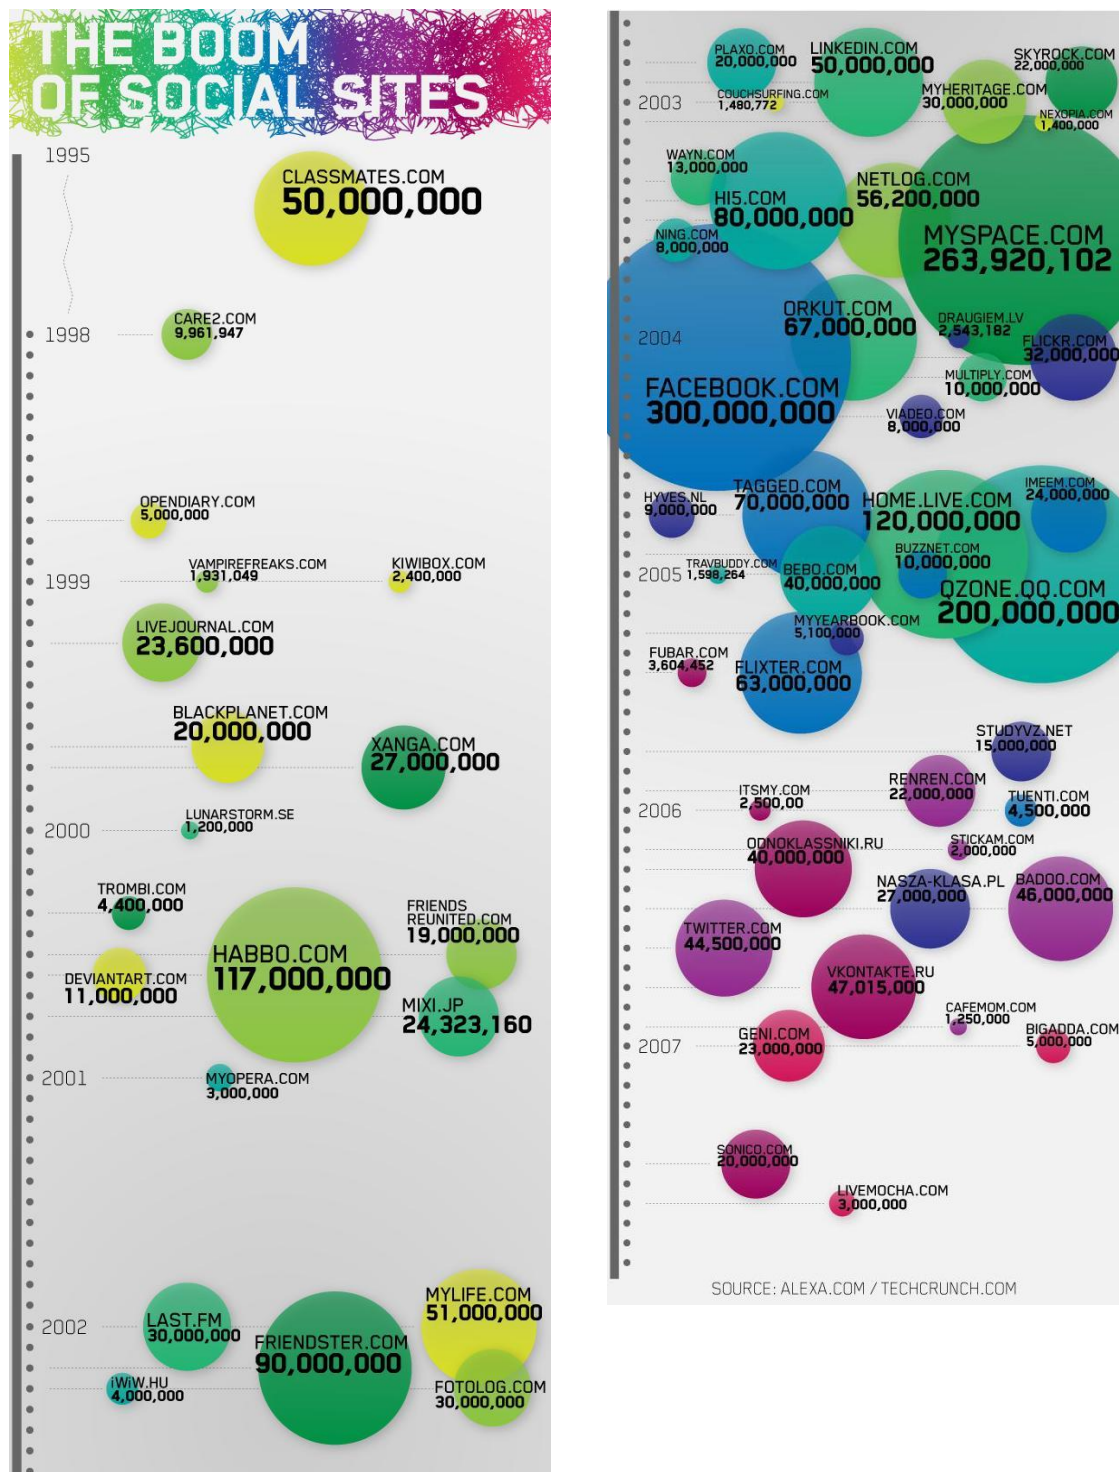 THE BOOM
OF SOCIAL SITES
1995
CLASSMATES.COM
50,000,000
CARE2.COM
9,961,947
1998
OPENDIARY.COM
5,000,000
VAMPIREFREAKS.COM
1,931,049
KIWIBOX.COM
2,400,000
1999
LIVEJOURNAL.COM
23,600,000
BLACKPLANET.COM
20,000,000
XANGA.COM
27,000,000
LUNARSTORM.SE
1,200,000
2000
TROMBI.COM
4,400,000
FRIENDS
REUNITED.COM
19,000,000
HABBO.COM
117,000,000
DEVIANTART.COM
11,000,000
MIXI.JP
24,323,160
2001
MYOPERA.COM
3,000,000
MYLIFE.COM
51,000,000
LAST.FM
30,000,000
2002
FRIENDSTER.COM
90,000,000
iWiW.HU
4,000,000
FOTOLOG.COM
30,000,000
PLAXO.COM
20,000,000
LINKEDIN.COM
50,000,000
SKYROCK.COM
22,000,000
COUCHSURFING.COM
1,480,772
MYHERITAGE.COM
30,000,000
2003
NEXOPIA.COM
1,400,000
WAYN.COM
13,000,000
NETLOG.COM
56,200,000
HI5.COM
80,000,000
NING.COM
8,000,000
MYSPACE.COM
263,920,102
ORKUT.COM
67,000,000
DRAUGIEM.LV
2,543,182
2004
FLICKR.COM
32,000,000
MULTIPLY.COM
10,000,000
FACEBOOK.COM
300,000,000
VIADEO.COM
8,000,000
HYVES.NL
9,000,000
TAGGED.COM
70,000,000
HOME.LIVE.COM
120,000,000
IMEEM.COM
24,000,000
BUZZNET.COM
10,000,000
TRAVBUDDY.COM
1,598,264
2005
BEBO.COM
40,000,000
QZONE.QQ.COM
200,000,000
MYYEARBOOK.COM
5,100,000
FUBAR.COM
3,604,452
FLIXTER.COM
63,000,000
STUDYVZ.NET
15,000,000
RENREN.COM
22,000,000
ITSMY.COM
2,500,00
TUENTI.COM
4,500,000
2006
ODNOKLASSNIKI.RU
40,000,000
STICKAM.COM
2,000,000
NASZA-KLASA.PL
27,000,000
BADOO.COM
46,000,000
TWITTER.COM
44,500,000
VKONTAKTE.RU
47,015,000
CAFEMOM.COM
1,250,000
GENI.COM
23,000,000
BIGADDA.COM
5,000,000
2007
SONICO.COM
20,000,000
LIVEMOCHA.COM
3,000,000
SOURCE: ALEXA.COM / TECHCRUNCH.COM